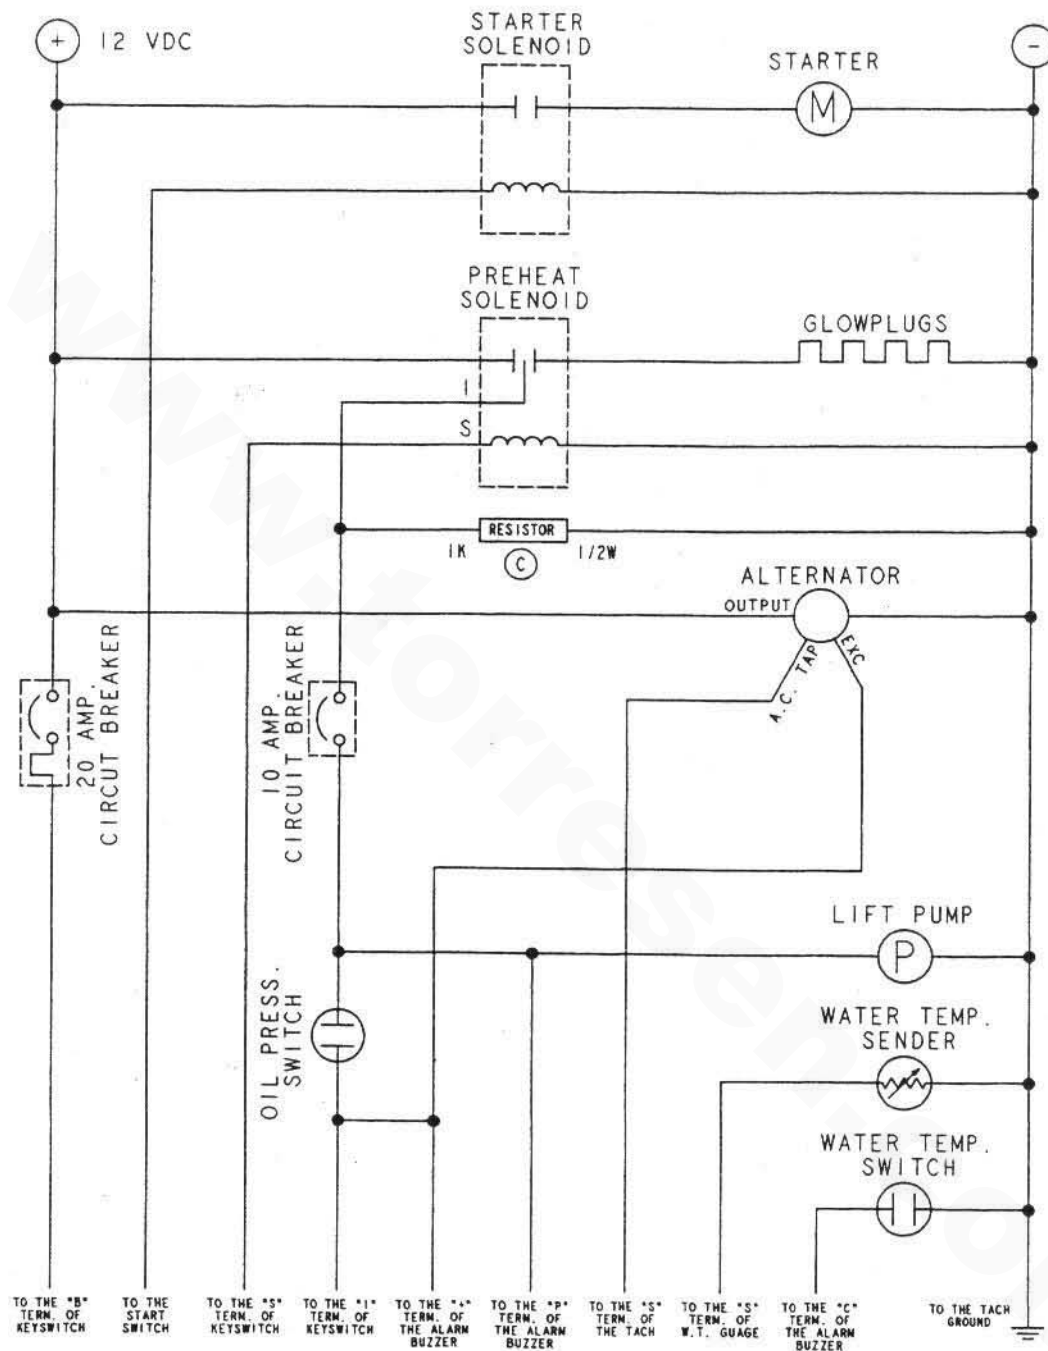 + 12 VDC
STARTER
SOLENOID
-
STARTER
M
PREHEAT
SOLENOID
GLOWPLUGS
I
S
RESISTOR
1K
C
1/2W
ALTERNATOR
OUTPUT
A.C. TAP
EXC
20 AMP.
CIRCUT BREAKER
10 AMP.
CIRCUIT BREAKER
LIFT PUMP
P
OIL PRESS.
SWITCH
WATER TEMP.
SENDER
WATER TEMP.
SWITCH
TO THE "B"
TERM. OF
KEYSWITCH
TO THE
START
SWITCH
TO THE "S"
TERM. OF
KEYSWITCH
TO THE "I"
TERM. OF
KEYSWITCH
TO THE "+"
TERM. OF
THE ALARM
BUZZER
TO THE "P"
TERM. OF
THE ALARM
BUZZER
TO THE "S"
TERM. OF
THE TACH
TO THE "S"
TERM. OF
W.T. GUAGE
TO THE "C"
TERM. OF
THE ALARM
BUZZER
TO THE TACH
GROUND